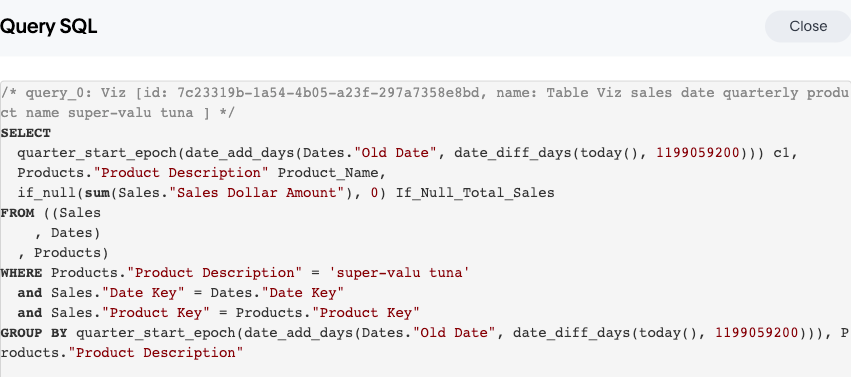 Query SQL
Close
/* query_0: Viz [id: 7c23319b-1a54-4b05-a23f-297a7358e8bd, name: Table Viz sales date quarterly produ
ct name super-valu tuna ] */
SELECT
  quarter_start_epoch(date_add_days(Dates."Old Date", date_diff_days(today(), 1199059200))) c1,
  Products."Product Description" Product_Name,
  if_null(sum(Sales."Sales Dollar Amount"), 0) If_Null_Total_Sales
FROM ((Sales
    , Dates)
  , Products)
WHERE Products."Product Description" = 'super-valu tuna'
  and Sales."Date Key" = Dates."Date Key"
  and Sales."Product Key" = Products."Product Key"
GROUP BY quarter_start_epoch(date_add_days(Dates."Old Date", date_diff_days(today(), 1199059200))), P
roducts."Product Description"